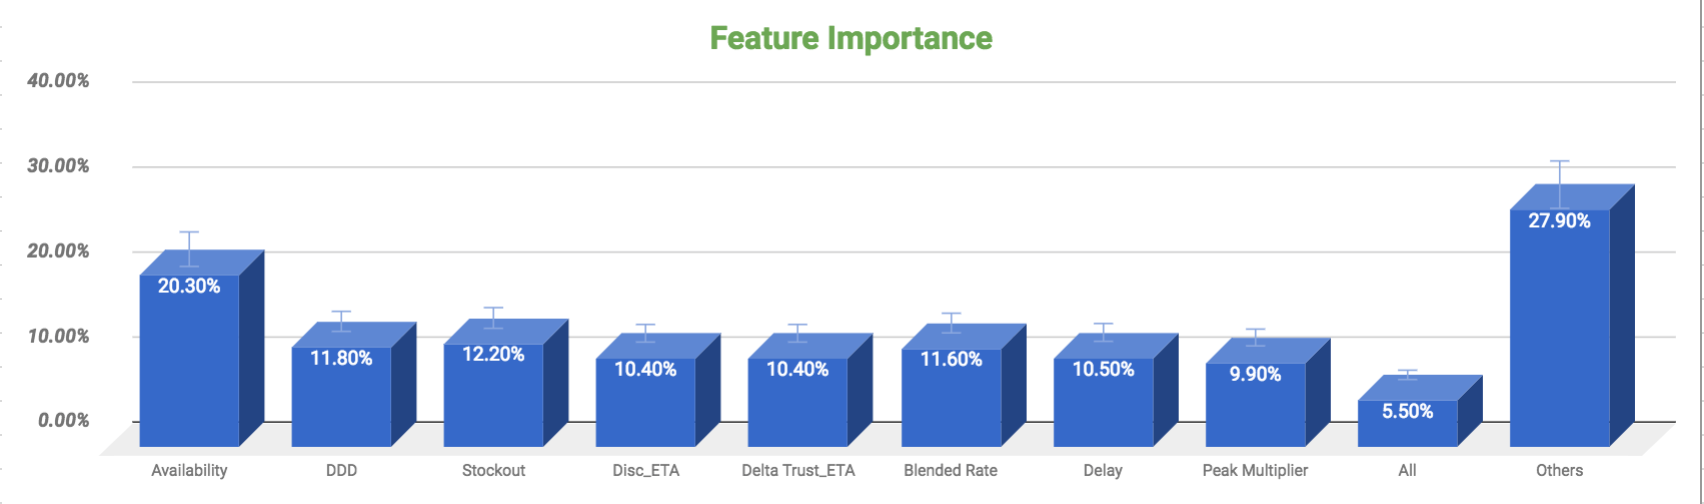 Feature Importance
40.00%
30.00%
20.00%
10.00%
0.00%
20.30%
11.80%
12.20%
10.40%
10.40%
11.60%
10.50%
9.90%
5.50%
27.90%
Availability
DDD
Stockout
Disc_ETA
Delta Trust_ETA
Blended Rate
Delay
Peak Multiplier
All
Others